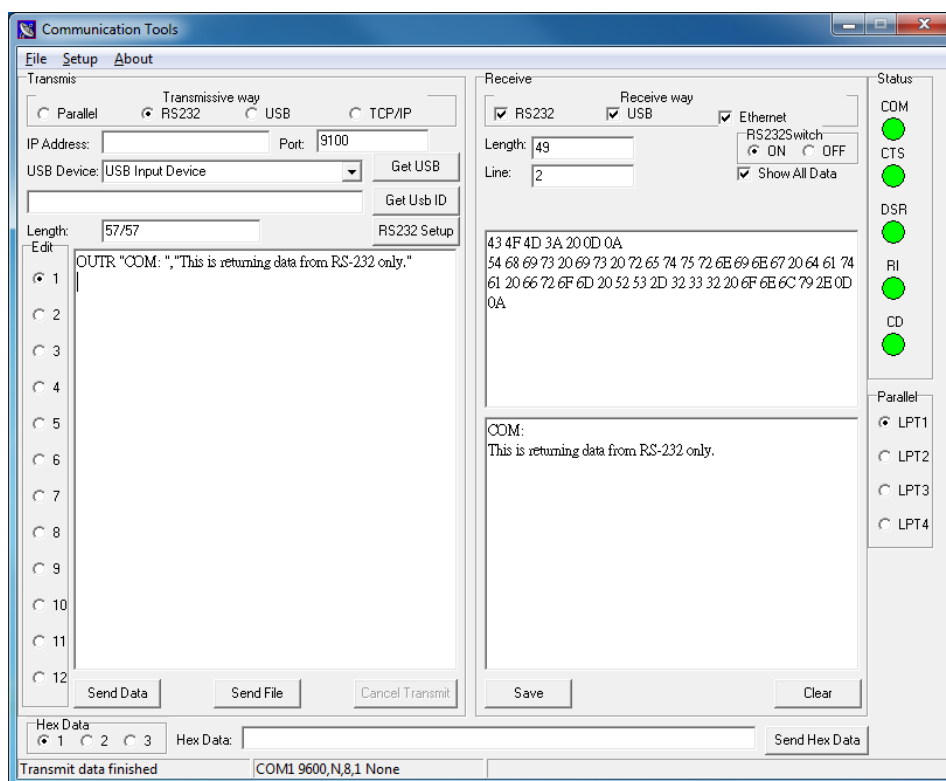 Communication Tools
File Setup About
Transmis
Transmissive way
Parallel RS232 USB TCP/IP
IP Address: Port: 9100
USB Device: USB Input Device Get USB
Get Usb ID
Length: 57/57 RS232 Setup
Edit
1
2
3
4
5
6
7
8
9
10
11
12
OUTR "COM: ","This is returning data from RS-232 only."
Send Data Send File Cancel Transmit
Receive
Receive way
RS232 USB Ethernet
Length: 49
RS232Switch
ON OFF
Line: 2
Show All Data
43 4F 4D 3A 20 0D 0A
54 68 69 73 20 69 73 20 72 65 74 75 72 6E 69 6E 67 20 64 61 74
61 20 66 72 6F 6D 20 52 53 2D 32 33 32 20 6F 6E 6C 79 2E 0D
0A
COM:
This is returning data from RS-232 only.
Save Clear
Status
COM
CTS
DSR
RI
CD
Parallel
LPT1
LPT2
LPT3
LPT4
Hex Data
1 2 3 Hex Data: Send Hex Data
Transmit data finished COM1 9600,N,8,1 None